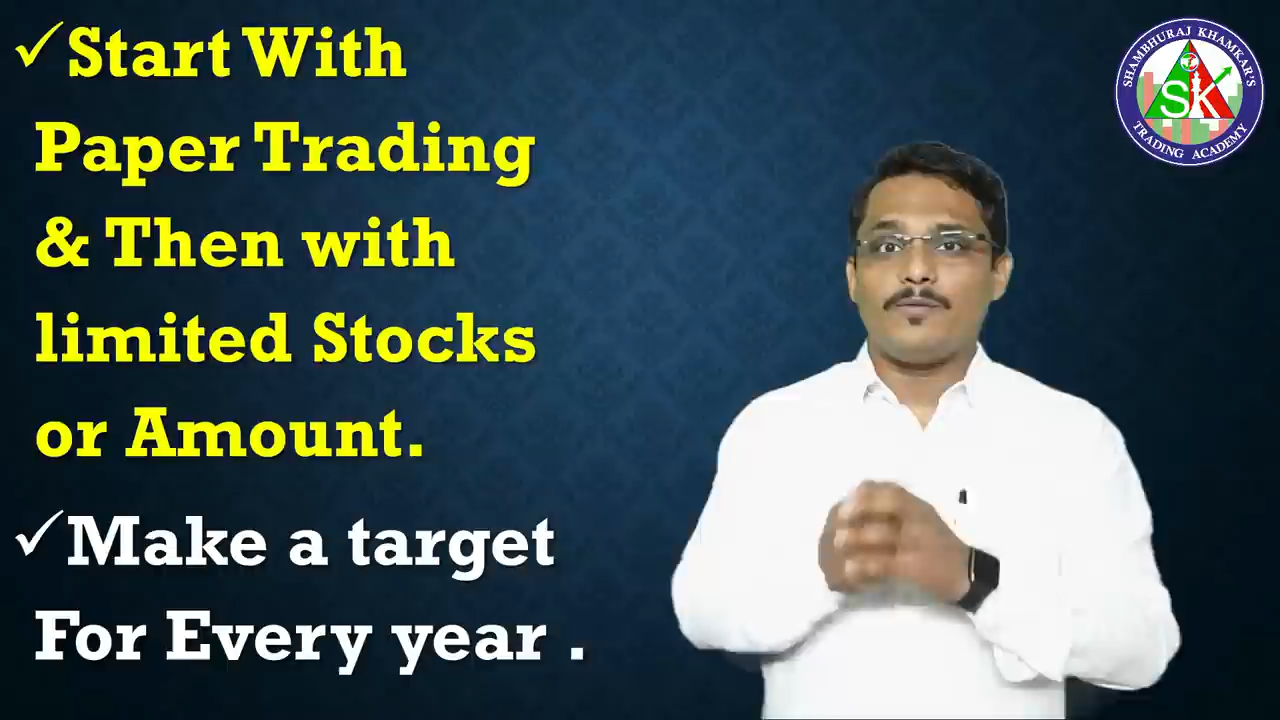 ✓Start With
Paper Trading
& Then with
limited Stocks
or Amount.
✓Make a target
For Every year .
SHAMBHURAJ KHAMKAR'S
SK
TRADING ACADEMY